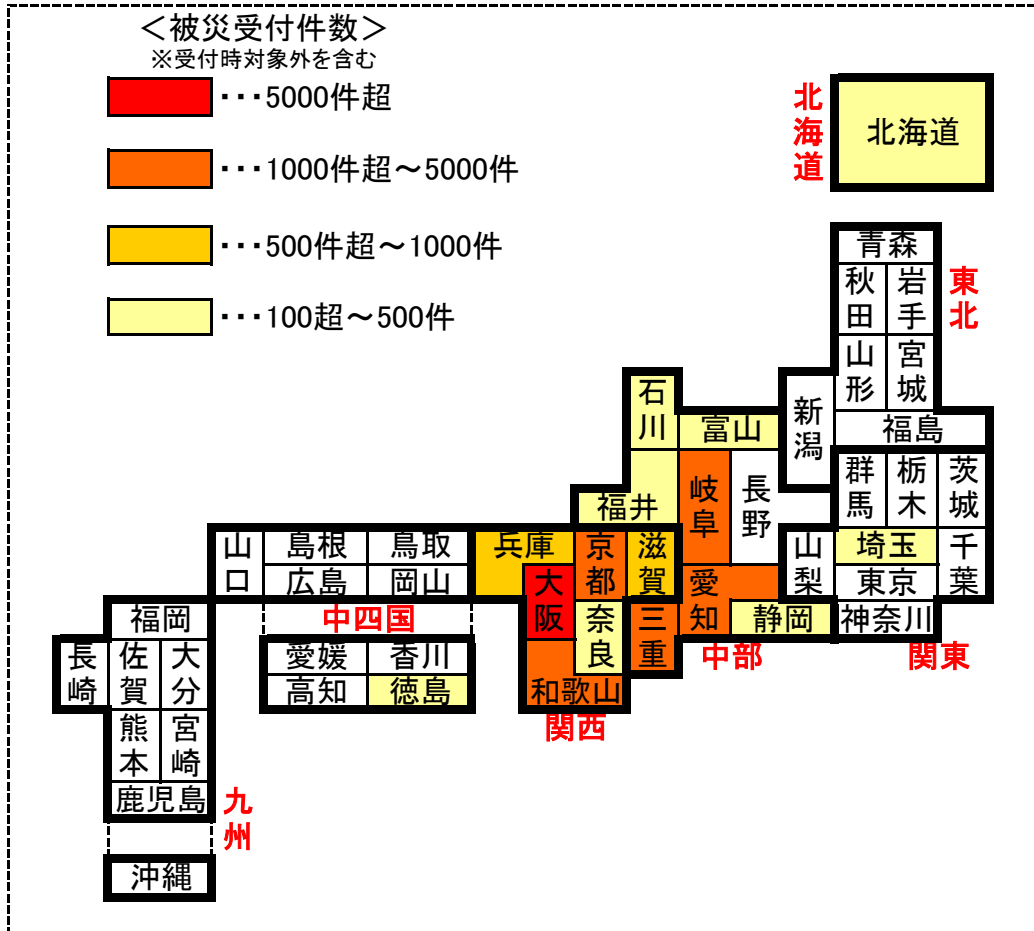 ＜被災受付件数＞
※受付時対象外を含む
・・・5000件超
・・・1000件超～5000件
・・・500件超～1000件
・・・100超～500件
北海道
北海道
青森
秋田
岩手
東北
山形
宮城
福島
新潟
石川
富山
福井
岐阜
長野
群馬
栃木
茨城
山口
島根
鳥取
兵庫
京都
滋賀
山梨
埼玉
千葉
広島
岡山
大阪
愛知
東京
福岡
中四国
奈良
三重
静岡
神奈川
中部
関東
長崎
佐賀
大分
愛媛
香川
高知
徳島
和歌山
関西
熊本
宮崎
鹿児島
九州
沖縄